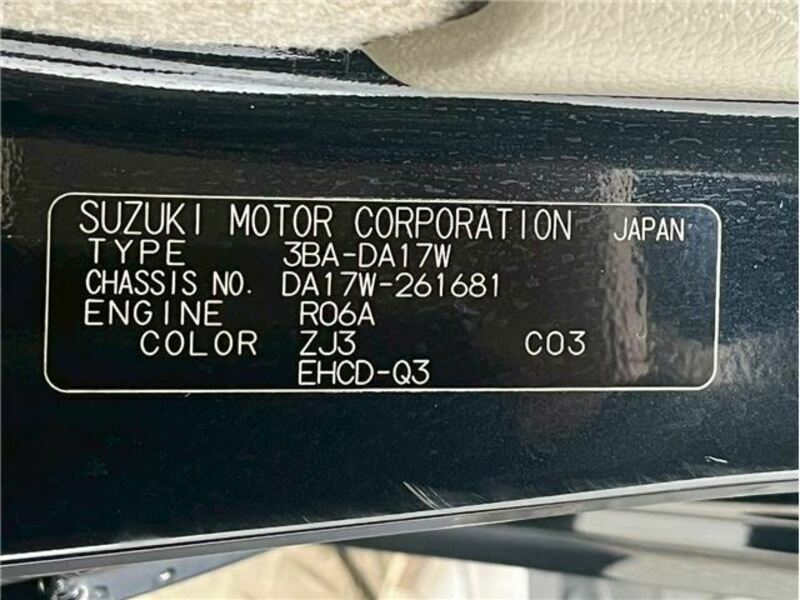 SUZUKI MOTOR CORPORATION JAPAN
TYPE 3BA-DA17W
CHASSIS NO. DA17W-261681
ENGINE R06A
COLOR ZJ3 C03
EHCD-Q3